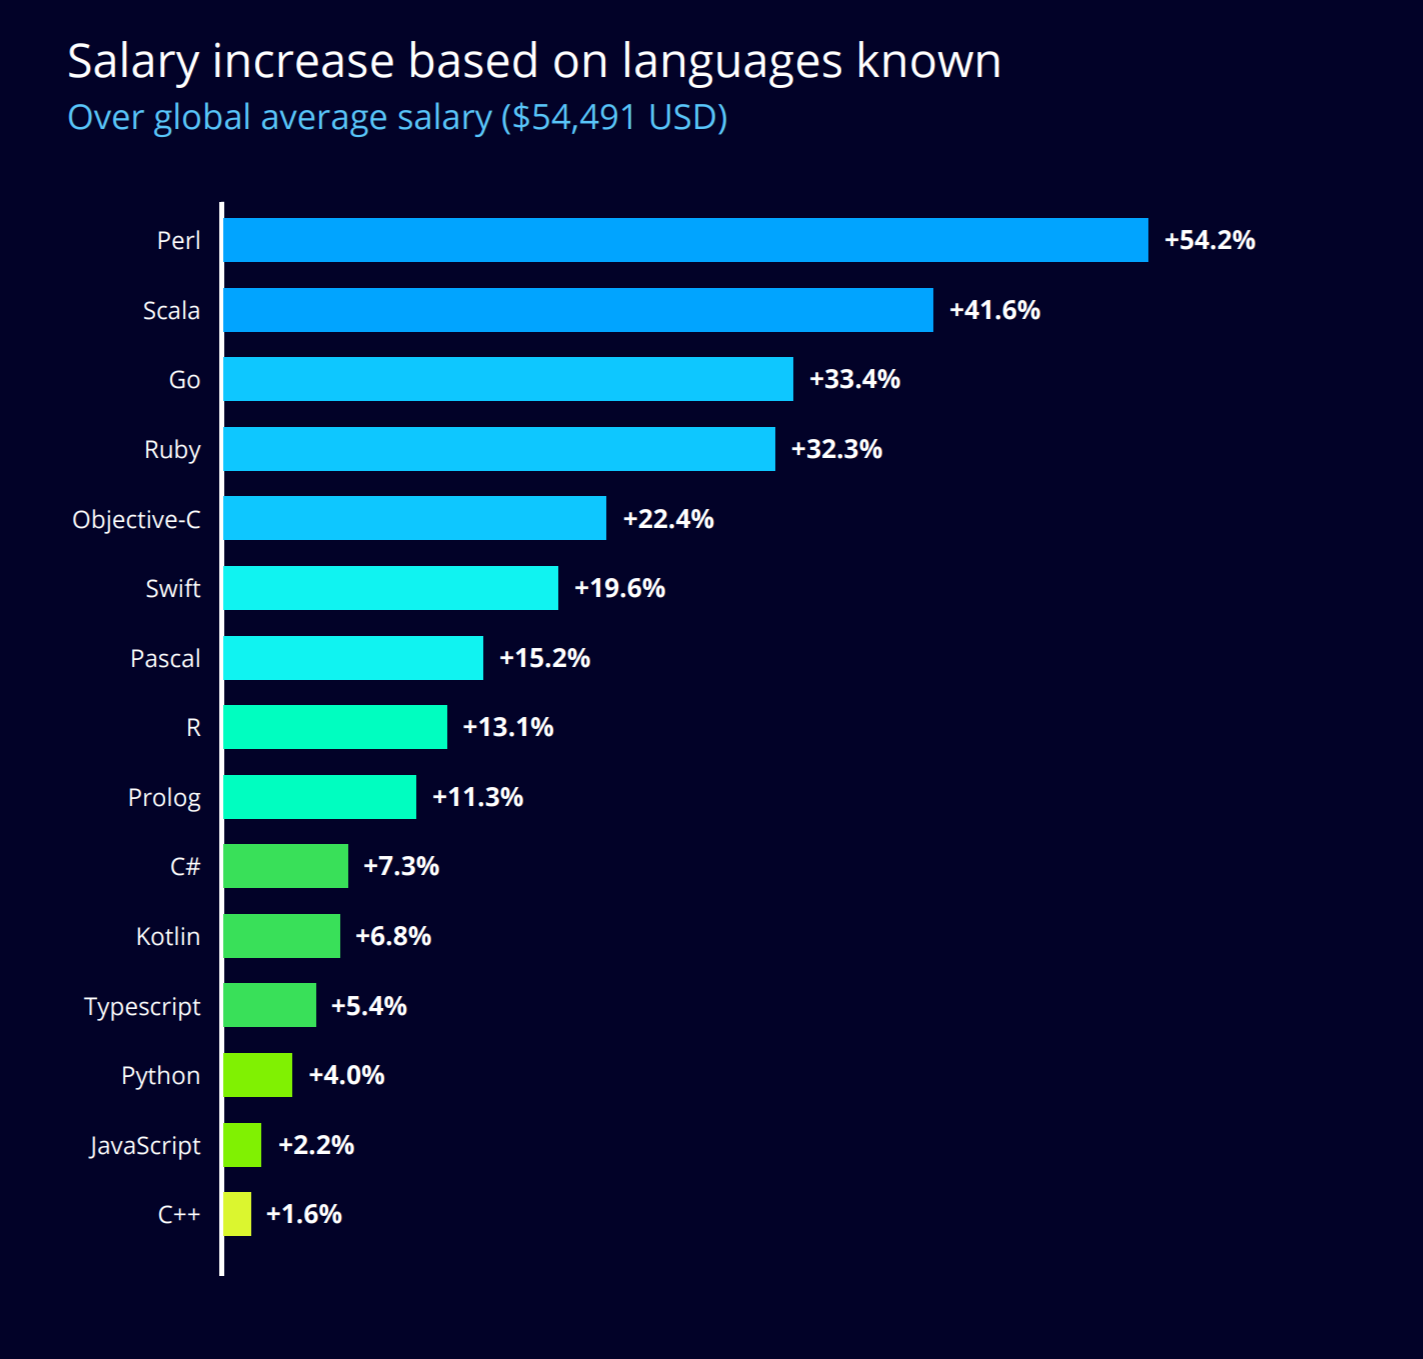 Salary increase based on languages known
Over global average salary ($54,491 USD)
Perl +54.2%
Scala +41.6%
Go +33.4%
Ruby +32.3%
Objective-C +22.4%
Swift +19.6%
Pascal +15.2%
R +13.1%
Prolog +11.3%
C# +7.3%
Kotlin +6.8%
Typescript +5.4%
Python +4.0%
JavaScript +2.2%
C++ +1.6%